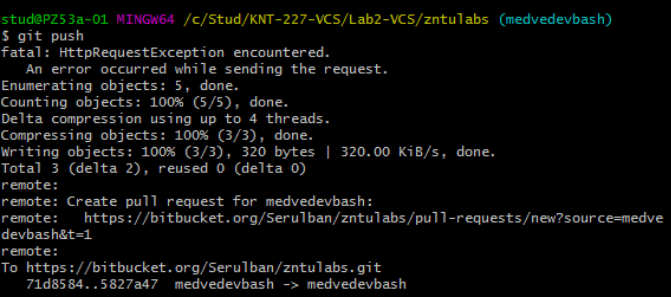 stud@PZ53a-01 MINGW64 /c/Stud/KNT-227-VCS/Lab2-VCS/zntulabs (medvedevbash)
$ git push
fatal: HttpRequestException encountered.
   An error occurred while sending the request.
Enumerating objects: 5, done.
Counting objects: 100% (5/5), done.
Delta compression using up to 4 threads.
Compressing objects: 100% (3/3), done.
Writing objects: 100% (3/3), 320 bytes | 320.00 KiB/s, done.
Total 3 (delta 2), reused 0 (delta 0)
remote:
remote: Create pull request for medvedevbash:
remote:   https://bitbucket.org/Serulban/zntulabs/pull-requests/new?source=medve
devbash&t=1
remote:
To https://bitbucket.org/Serulban/zntulabs.git
   71d8584..5827a47  medvedevbash -> medvedevbash